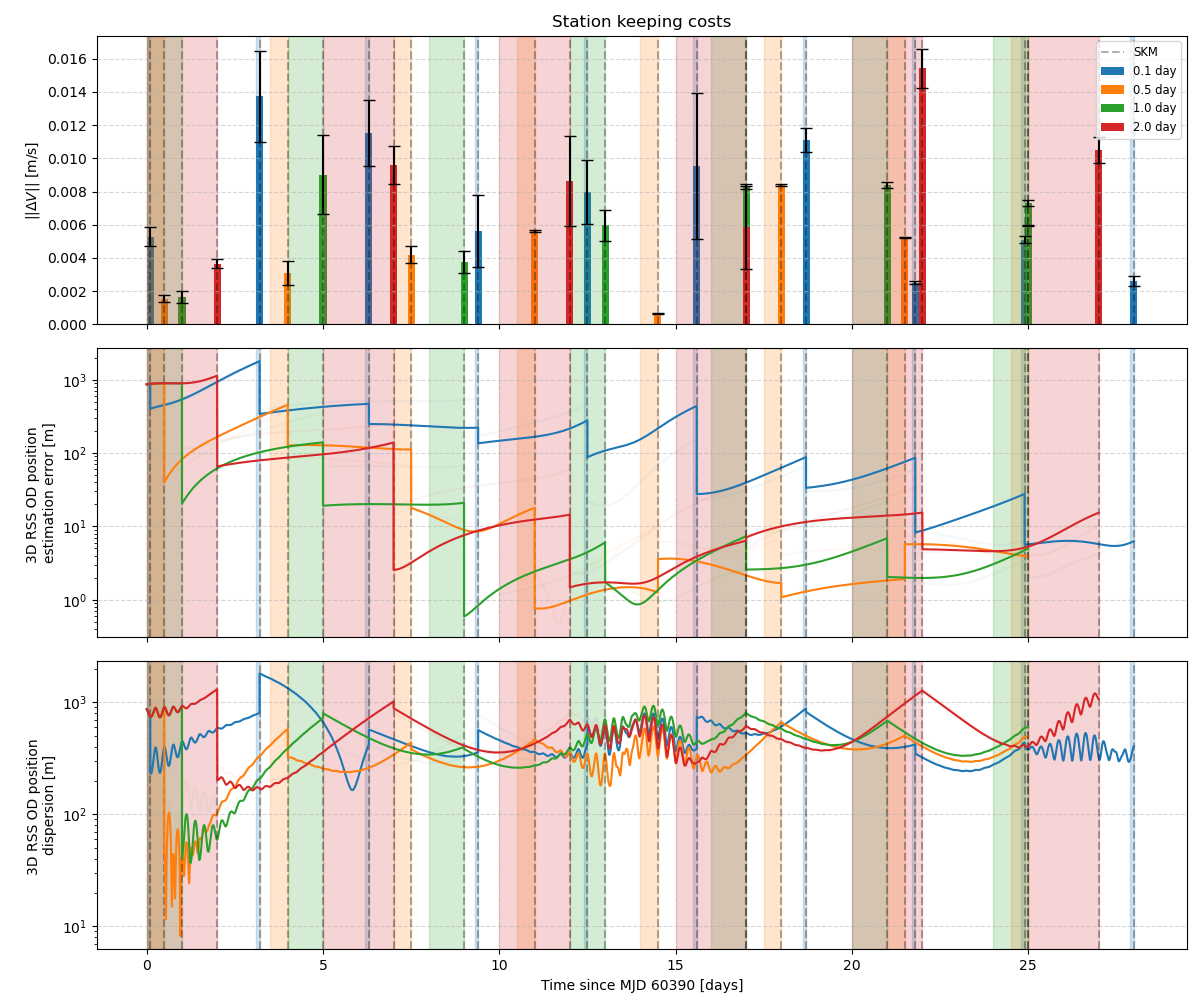 Station keeping costs
||ΔV|| [m/s]
0.016
0.014
0.012
0.010
0.008
0.006
0.004
0.002
0.000
SKM
0.1 day
0.5 day
1.0 day
2.0 day
3D RSS OD position
estimation error [m]
10³
10²
10¹
10⁰
3D RSS OD position
dispersion [m]
10³
10²
10¹
0 5 10 15 20 25
Time since MJD 60390 [days]